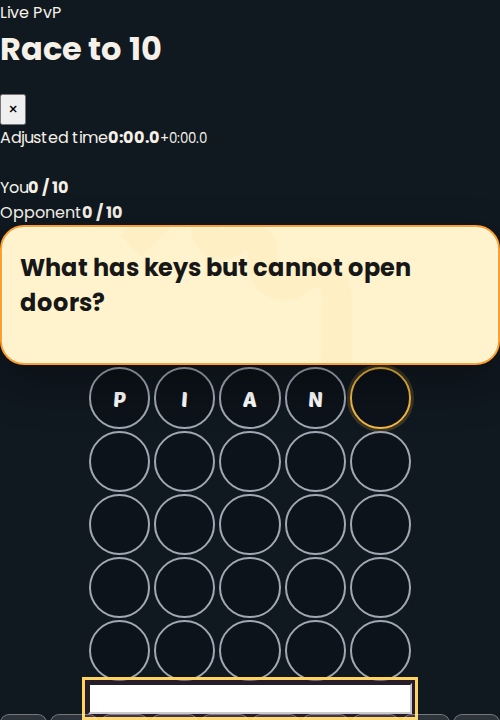 Live PvP
Race to 10
×
Adjusted time0:00.0+0:00.0
You0 / 10
Opponent0 / 10
What has keys but cannot open
doors?
P I A N